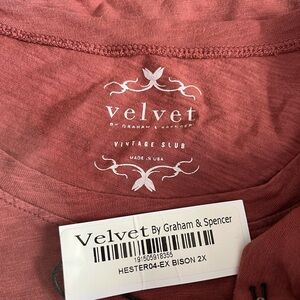 velvet
BY GRAHAM & SPENCER
VINTAGE SLUB
MADE IN USA
Velvet By Graham & Spencer
191505918355
HESTER04-EX BISON 2X